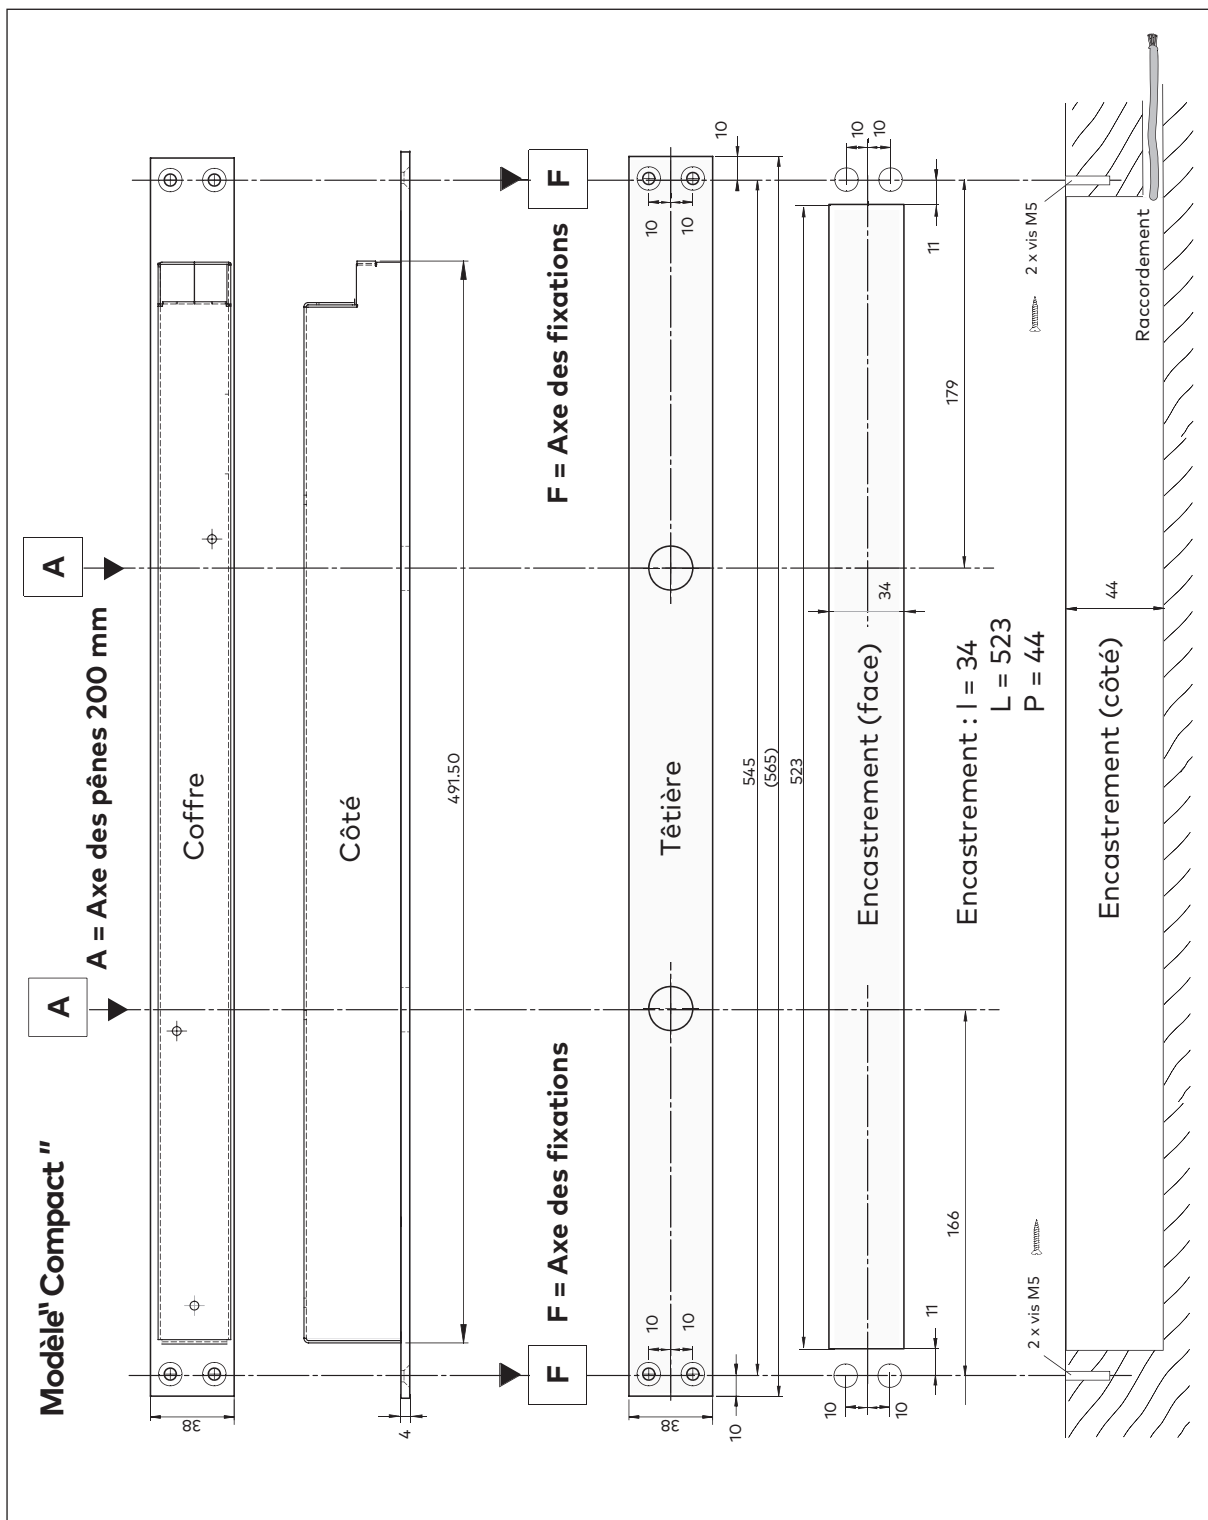 Modèle" Compact "
A = Axe des pênes 200 mm
A
A
38
Coffre
4
Côté
491.50
F
F = Axe des fixations
F = Axe des fixations
F
38
10
10
10
Têtière
10
10
10
545
(565)
523
10
10
Encastrement (face)
34
10
10
11
166
179
11
Encastrement : l = 34
L = 523
P = 44
2 x vis M5
2 x vis M5
Encastrement (côté)
44
Raccordement